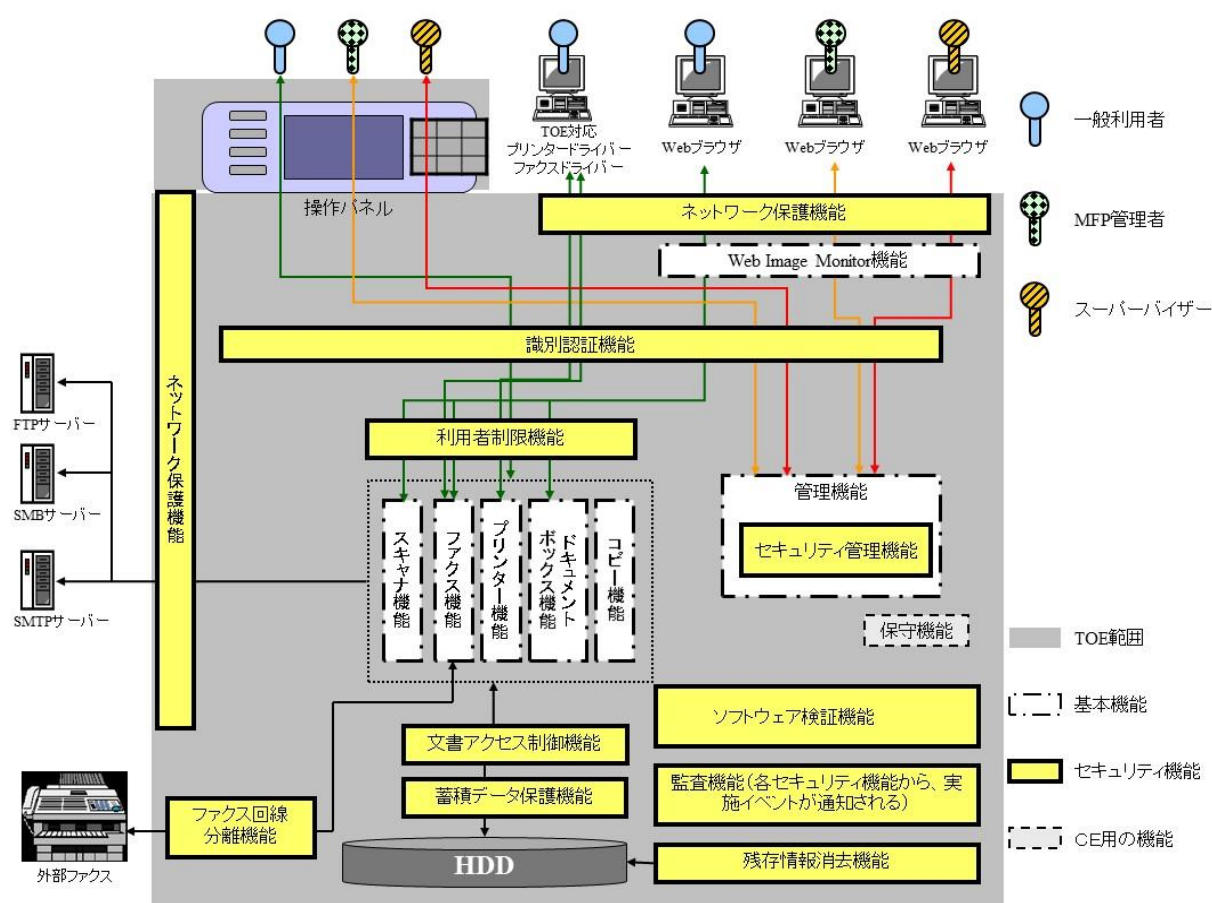 TOE対応
プリンタードライバー
ファクスドライバー
Webブラウザ
Webブラウザ
Webブラウザ
一般利用者
MFP管理者
スーパーバイザー
操作パネル
ネットワーク保護機能
Web Image Monitor機能
識別認証機能
ネットワーク保護機能
FTPサーバー
SMBサーバー
SMTPサーバー
利用者制限機能
スキャナ機能
ファクス機能
プリンター機能
ドキュメント
ボックス機能
コピー機能
管理機能
セキュリティ管理機能
保守機能
TOE範囲
基本機能
セキュリティ機能
CE用の機能
文書アクセス制御機能
蓄積データ保護機能
ソフトウェア検証機能
監査機能(各セキュリティ機能から、実
施イベントが通知される)
残存情報消去機能
ファクス回線
分離機能
外部ファクス
HDD